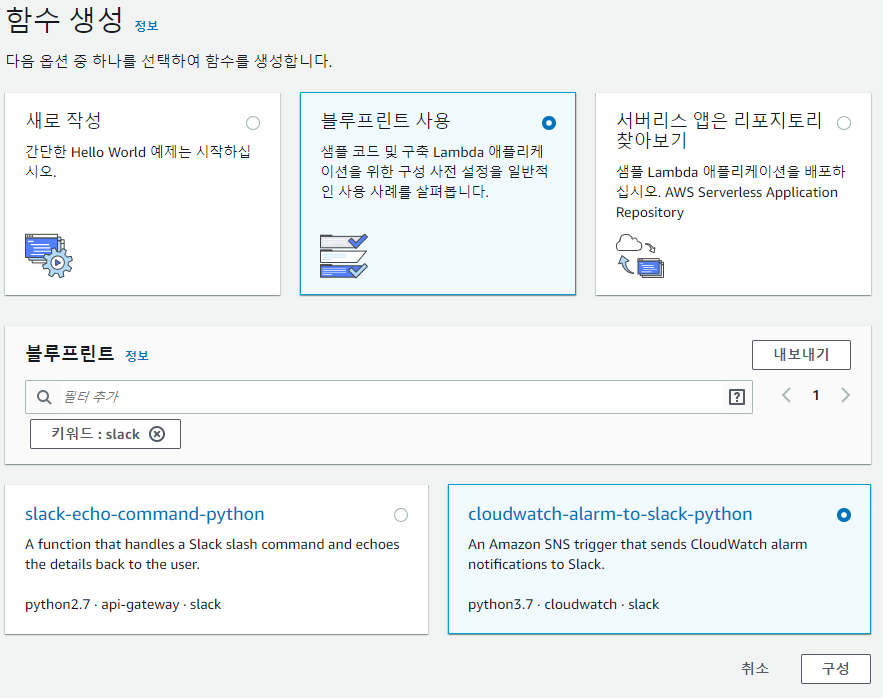 함수 생성 정보
다음 옵션 중 하나를 선택하여 함수를 생성합니다.
새로 작성
간단한 Hello World 예제는 시작하십
시오.
블루프린트 사용
샘플 코드 및 구축 Lambda 애플리케
이션을 위한 구성 사전 설정을 일반적
인 사용 사례를 살펴봅니다.
서버리스 앱은 리포지토리
찾아보기
샘플 Lambda 애플리케이션을 배포하
십시오. AWS Serverless Application
Repository
블루프린트 정보
내보내기
필터 추가
?
1
키워드 : slack
slack-echo-command-python
A function that handles a Slack slash command and echoes
the details back to the user.
python2.7 · api-gateway · slack
cloudwatch-alarm-to-slack-python
An Amazon SNS trigger that sends CloudWatch alarm
notifications to Slack.
python3.7 · cloudwatch · slack
취소
구성